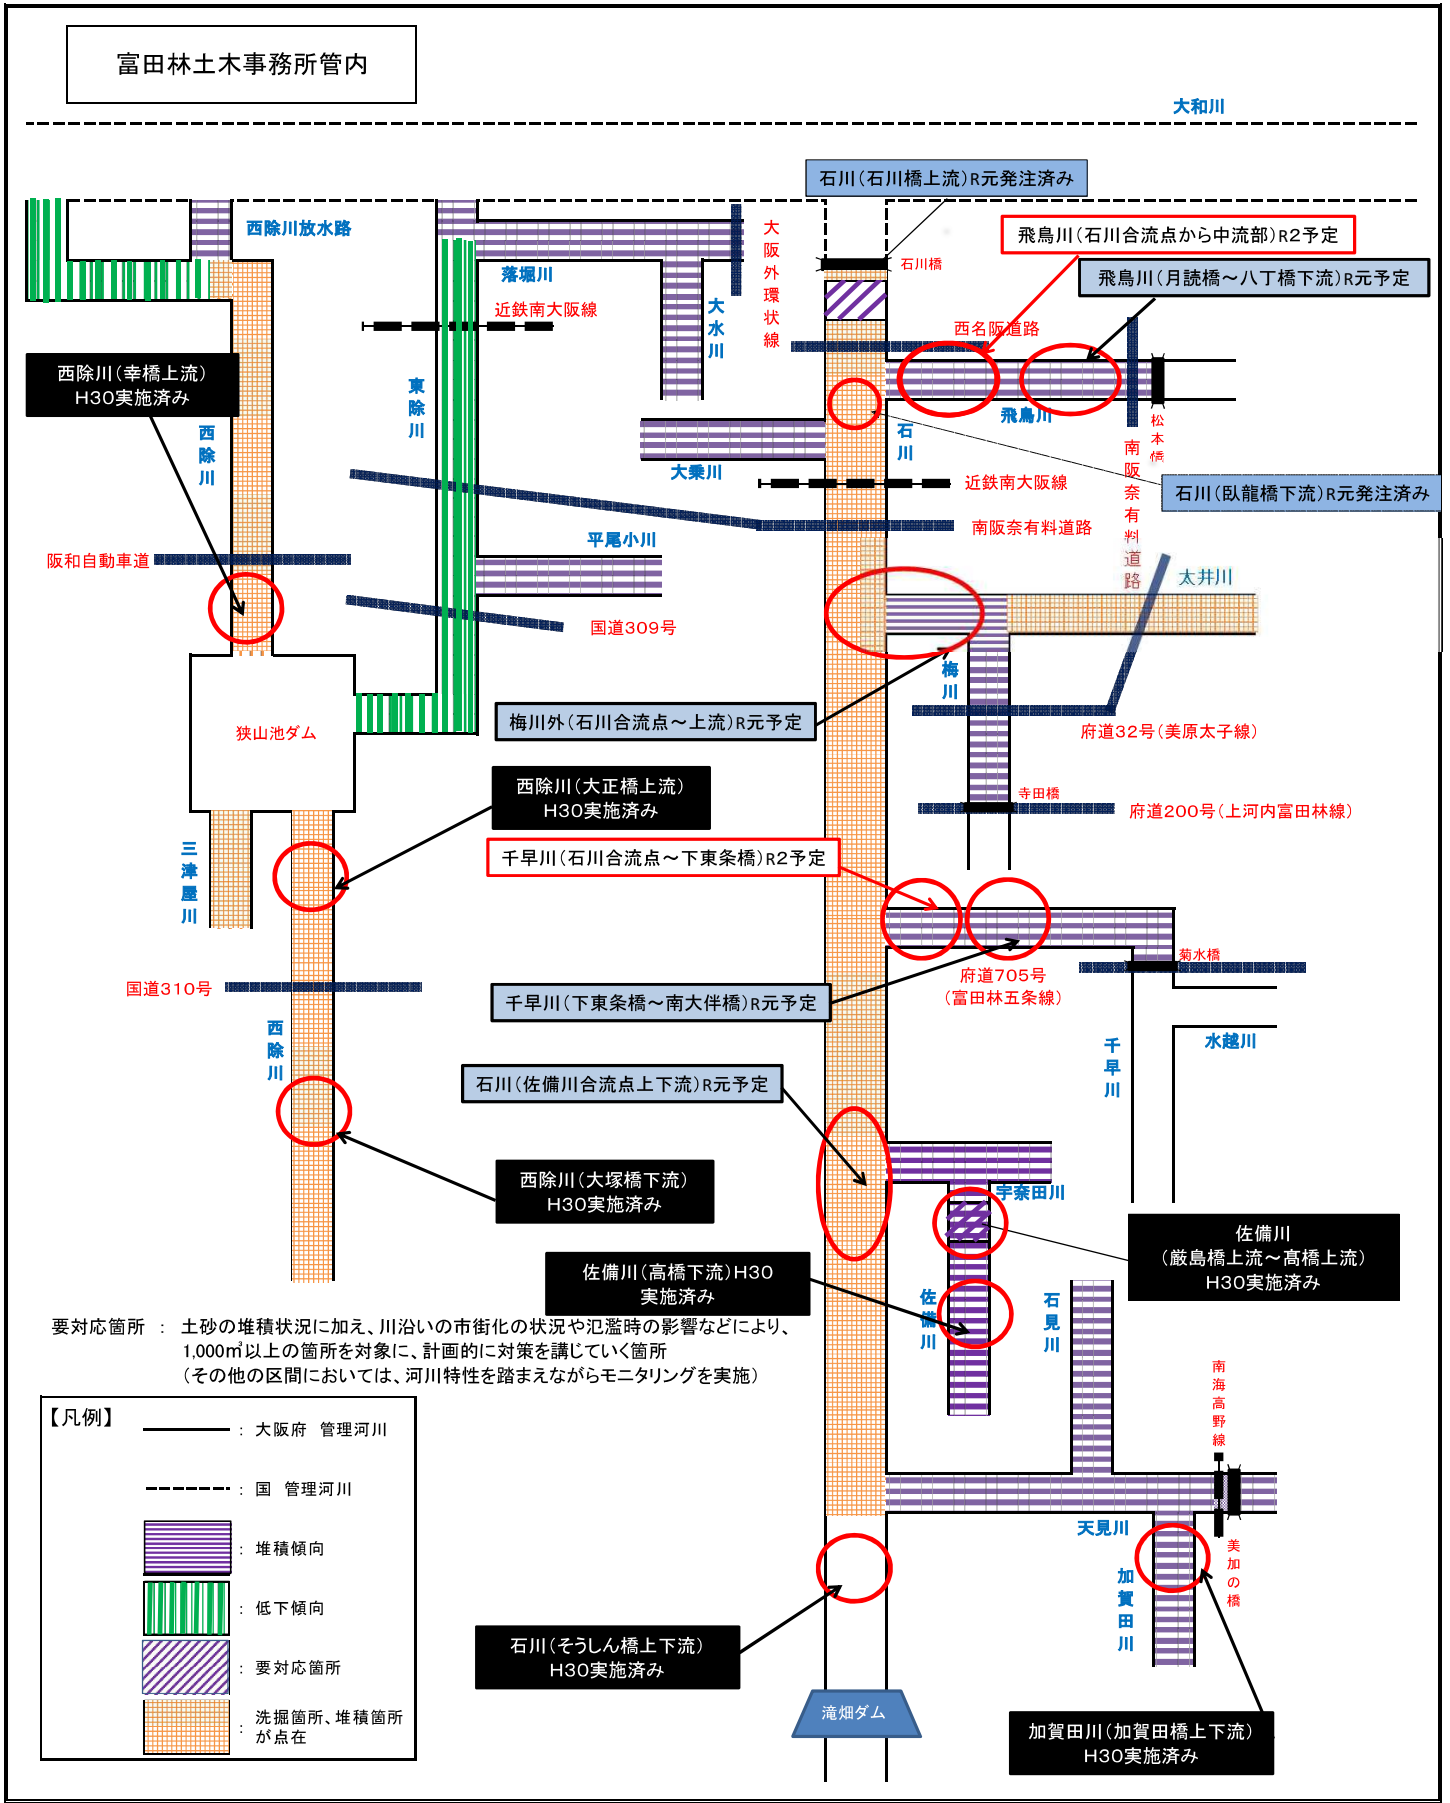 富田林土木事務所管内
大和川
石川（石川橋上流）R元発注済み
西除川放水路
大阪外環状線
飛鳥川（石川合流点から中流部）R2予定
石川橋
落堀川
飛鳥川（月読橋～八丁橋下流）R元予定
近鉄南大阪線
大水川
西名阪道路
西除川（幸橋上流）
H30実施済み
東除川
飛鳥川
松本橋
西除川
石川
大乗川
南阪奈有料道路
近鉄南大阪線
石川（臥龍橋下流）R元発注済み
南阪奈有料道路
平尾小川
阪和自動車道
太井川
国道309号
梅川
狭山池ダム
梅川外（石川合流点～上流）R元予定
府道32号（美原太子線）
西除川（大正橋上流）
H30実施済み
寺田橋
府道200号（上河内富田林線）
三津屋川
千早川（石川合流点～下東条橋）R2予定
菊水橋
国道310号
府道705号
（富田林五条線）
千早川（下東条橋～南大伴橋）R元予定
西除川
千早川
水越川
石川（佐備川合流点上下流）R元予定
西除川（大塚橋下流）
H30実施済み
宇奈田川
佐備川
（厳島橋上流～髙橋上流）
H30実施済み
佐備川（高橋下流）H30
実施済み
佐備川
石見川
要対応箇所　：　土砂の堆積状況に加え、川沿いの市街化の状況や氾濫時の影響などにより、
1,000㎥以上の箇所を対象に、計画的に対策を講じていく箇所
（その他の区間においては、河川特性を踏まえながらモニタリングを実施）
南海高野線
【凡例】
：大阪府　管理河川
：国　管理河川
天見川
：堆積傾向
美加の橋
加賀田川
：低下傾向
石川（そうしん橋上下流）
H30実施済み
：要対応箇所
滝畑ダム
：洗掘箇所、堆積箇所
が点在
加賀田川（加賀田橋上下流）
H30実施済み